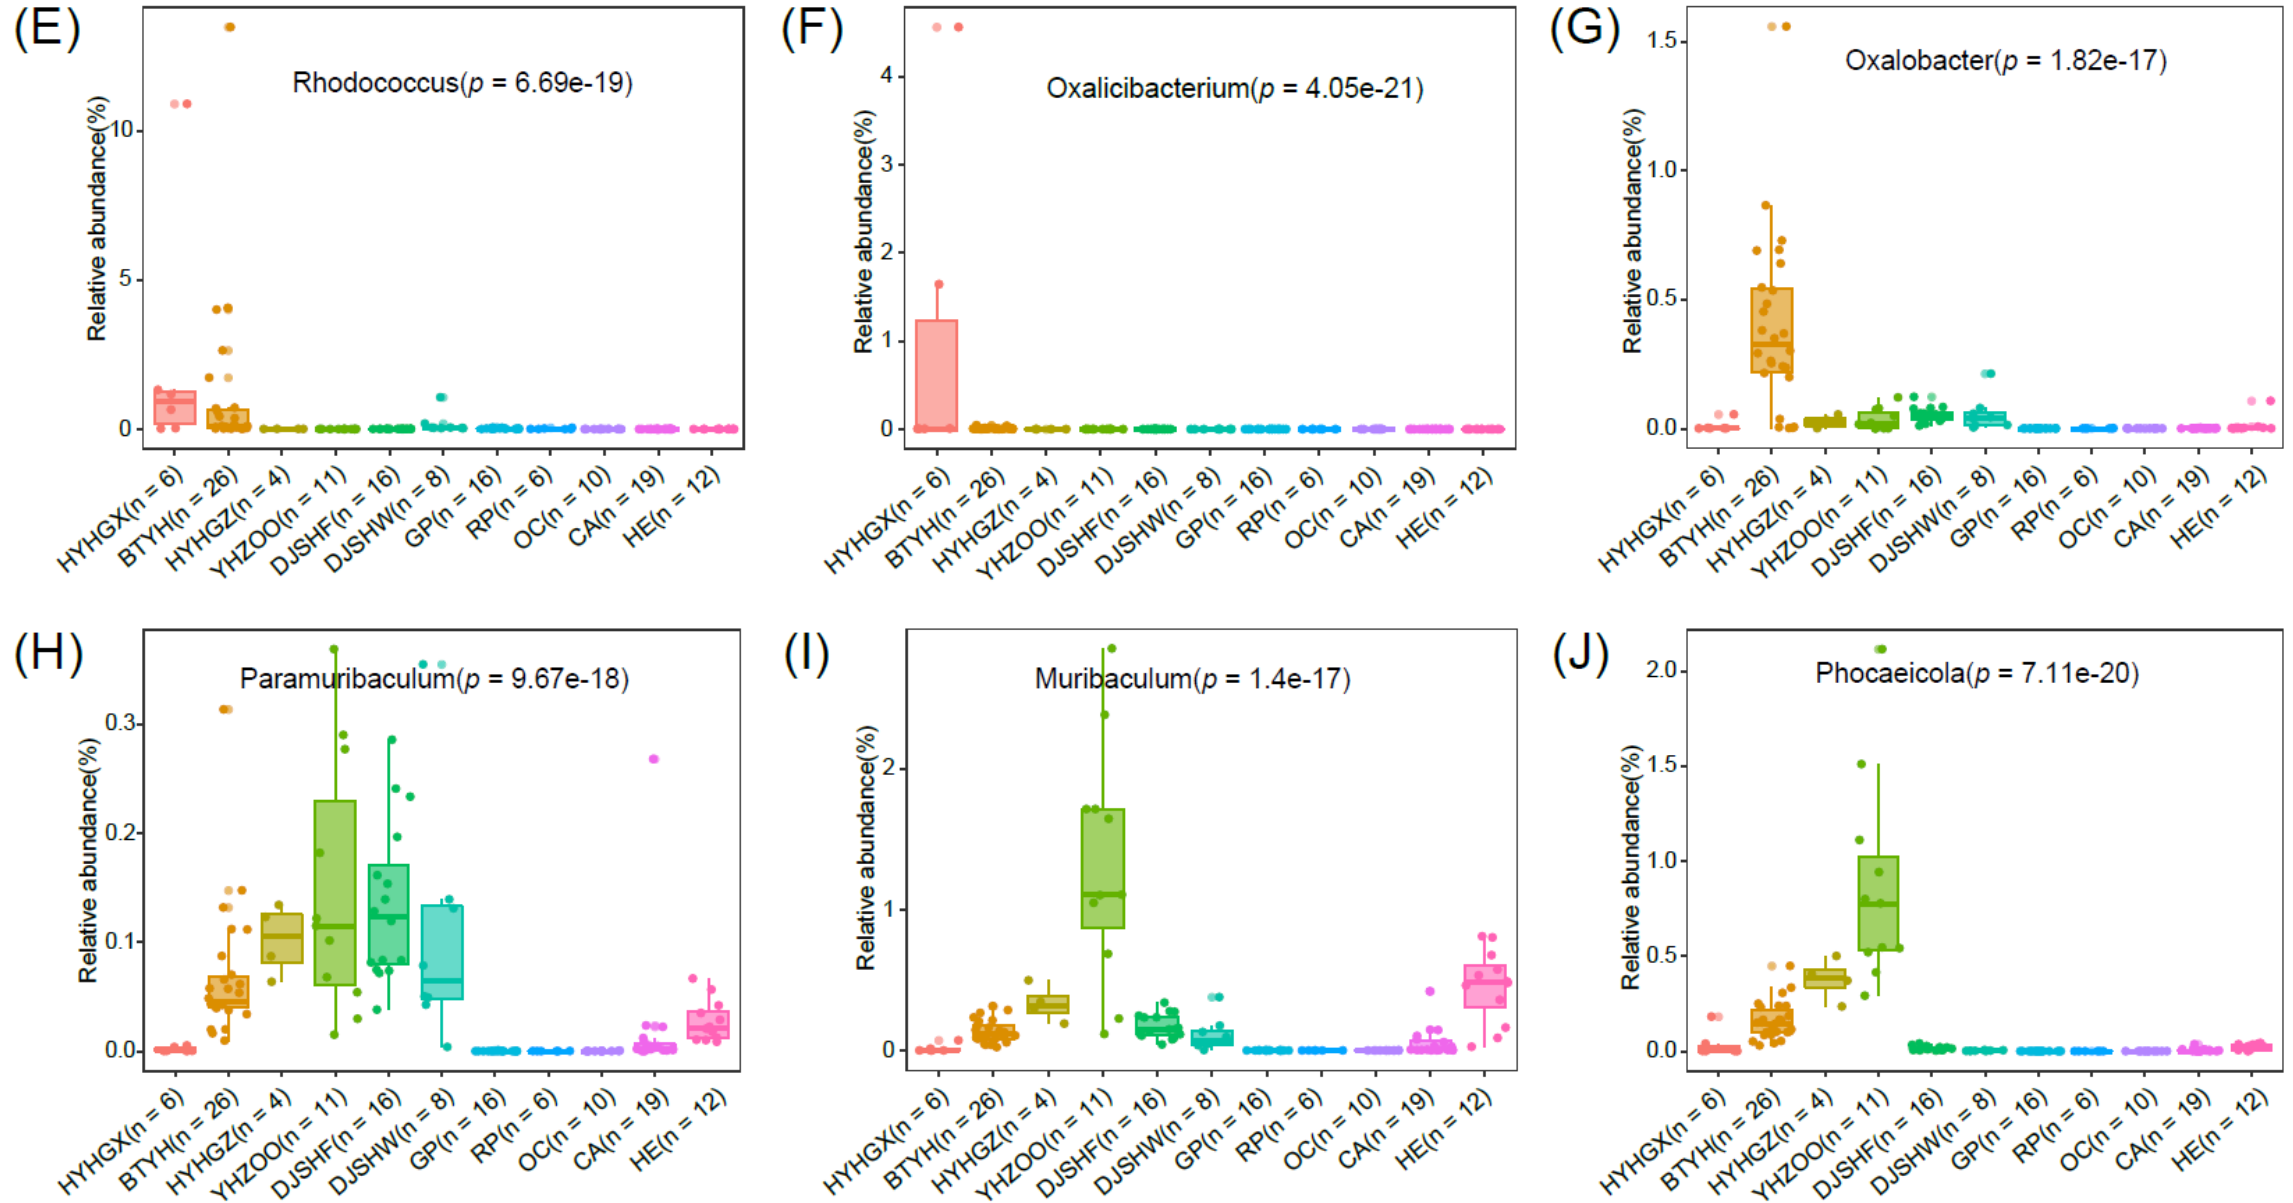 (E)
Rhodococcus(p = 6.69e-19)
Relative abundance(%)
10
5
0
HYHGX(n = 6)
BTYH(n = 26)
HYHGZ(n = 4)
YHZOO(n = 11)
DJSHF(n = 16)
DJSHW(n = 8)
GP(n = 16)
RP(n = 6)
OC(n = 10)
CA(n = 19)
HE(n = 12)
(F)
Oxalicibacterium(p = 4.05e-21)
Relative abundance(%)
4
3
2
1
0
HYHGX(n = 6)
BTYH(n = 26)
HYHGZ(n = 4)
YHZOO(n = 11)
DJSHF(n = 16)
DJSHW(n = 8)
GP(n = 16)
RP(n = 6)
OC(n = 10)
CA(n = 19)
HE(n = 12)
(G)
Oxalobacter(p = 1.82e-17)
Relative abundance(%)
1.5
1.0
0.5
0.0
HYHGX(n = 6)
BTYH(n = 26)
HYHGZ(n = 4)
YHZOO(n = 11)
DJSHF(n = 16)
DJSHW(n = 8)
GP(n = 16)
RP(n = 6)
OC(n = 10)
CA(n = 19)
HE(n = 12)
(H)
Paramuribaculum(p = 9.67e-18)
Relative abundance(%)
0.3
0.2
0.1
0.0
HYHGX(n = 6)
BTYH(n = 26)
HYHGZ(n = 4)
YHZOO(n = 11)
DJSHF(n = 16)
DJSHW(n = 8)
GP(n = 16)
RP(n = 6)
OC(n = 10)
CA(n = 19)
HE(n = 12)
(I)
Muribaculum(p = 1.4e-17)
Relative abundance(%)
2
1
0
HYHGX(n = 6)
BTYH(n = 26)
HYHGZ(n = 4)
YHZOO(n = 11)
DJSHF(n = 16)
DJSHW(n = 8)
GP(n = 16)
RP(n = 6)
OC(n = 10)
CA(n = 19)
HE(n = 12)
(J)
Phocaeicola(p = 7.11e-20)
Relative abundance(%)
2.0
1.5
1.0
0.5
0.0
HYHGX(n = 6)
BTYH(n = 26)
HYHGZ(n = 4)
YHZOO(n = 11)
DJSHF(n = 16)
DJSHW(n = 8)
GP(n = 16)
RP(n = 6)
OC(n = 10)
CA(n = 19)
HE(n = 12)